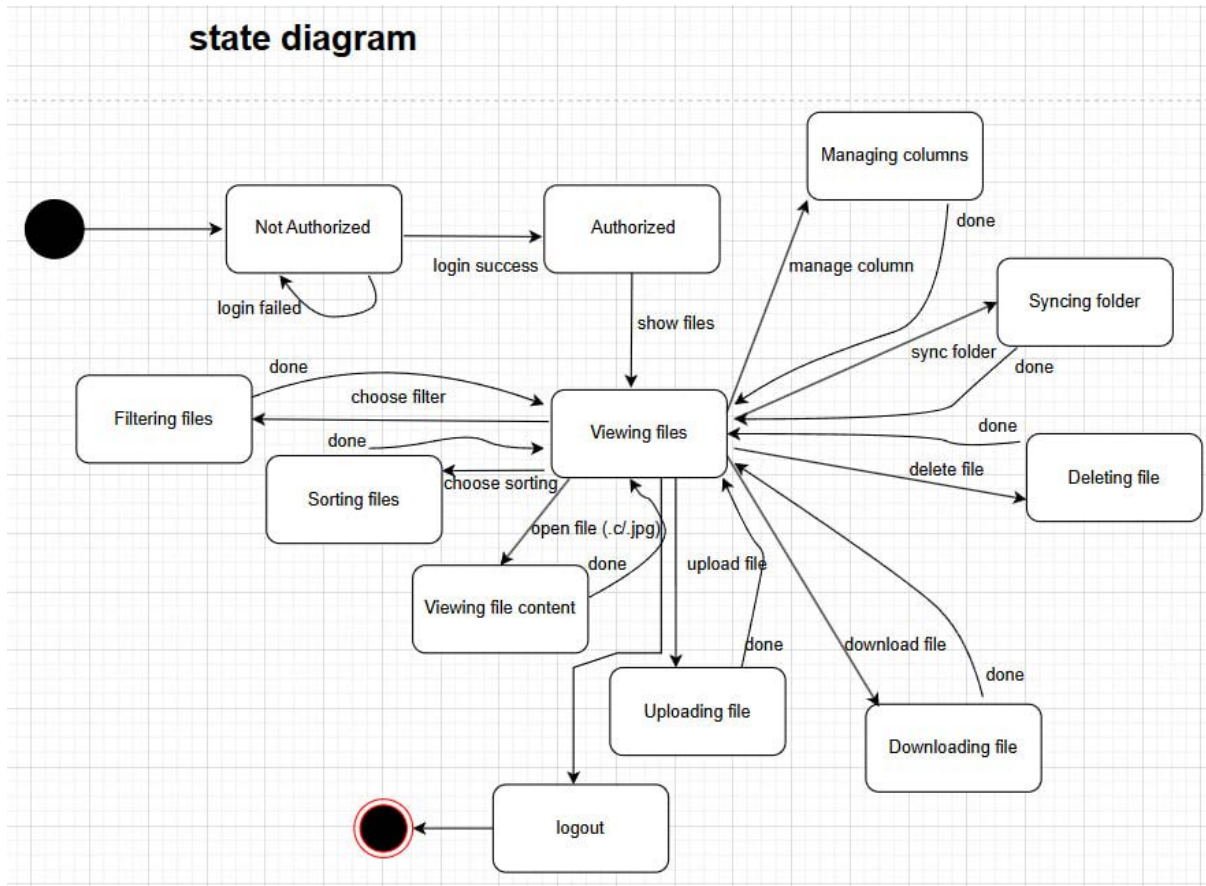 state diagram
Managing columns
Not Authorized
Authorized
done
login success
manage column
Syncing folder
login failed
show files
sync folder
done
done
choose filter
Filtering files
Viewing files
done
done
delete file
Deleting file
choose sorting
Sorting files
open file (.c/.jpg)
done
upload file
Viewing file content
done
download file
done
Uploading file
Downloading file
logout